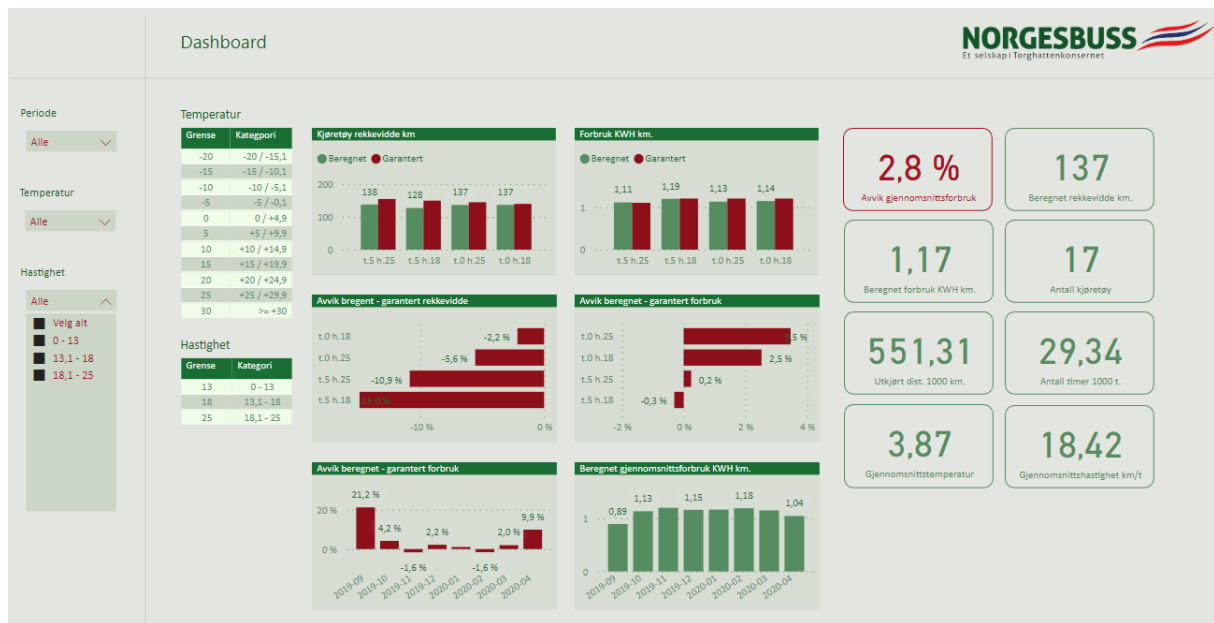 Dashboard
NORGESBUSS
Et selskap i Torghattenkonsernet
Periode
Alle
Temperatur
Alle
Hastighet
Alle
Velg alt
0 - 13
13,1 - 18
18,1 - 25
Temperatur
Grense Kategpori
-20 -20 / -15,1
-15 -15 / -10,1
-10 -10 / -5,1
-5 -5 / -0,1
0 0 / +4,9
5 +5 / +9,9
10 +10 / +14,9
15 +15 / +19,9
20 +20 / +24,9
25 +25 / +29,9
30 >= +30
Hastighet
Grense Kategori
13 0 - 13
18 13,1 - 18
25 18,1 - 25
Kjøretøy rekkevidde km
Beregnet Garantert
200
138 128 137 137
100
0
t.5 h.25 t.5 h.18 t.0 h.25 t.0 h.18
Forbruk KWH km.
Beregnet Garantert
1,11 1,19 1,13 1,14
1
0
t.5 h.25 t.5 h.18 t.0 h.25 t.0 h.18
Avvik bregent - garantert rekkevidde
t.0 h.18 -2,2 %
t.0 h.25 -5,6 %
t.5 h.25 -10,9 %
t.5 h.18 15,0 %
-10 % 0 %
Avvik beregnet - garantert forbruk
t.0 h.25 3,5 %
t.0 h.18 2,5 %
t.5 h.25 0,2 %
t.5 h.18 -0,3 %
-2 % 0 % 2 % 4 %
Avvik beregnet - garantert forbruk
21,2 %
20 %
4,2 % 2,2 % 2,0 % 9,9 %
0 %
-1,6 % -1,6 %
2019-09 2019-10 2019-11 2019-12 2020-01 2020-02 2020-03 2020-04
Beregnet gjennomsnittsforbruk KWH km.
0,89 1,13 1,15 1,18 1,04
1
0
2019-09 2019-10 2019-11 2019-12 2020-01 2020-02 2020-03 2020-04
2,8 %
Avvik gjennomsnittsforbruk
137
Beregnet rekkevidde km.
1,17
Beregnet forbruk KWH km.
17
Antall kjøretøy
551,31
Utkjørt dist. 1000 km.
29,34
Antall timer 1000 t.
3,87
Gjennomsnittstemperatur
18,42
Gjennomsnittshastighet km/t